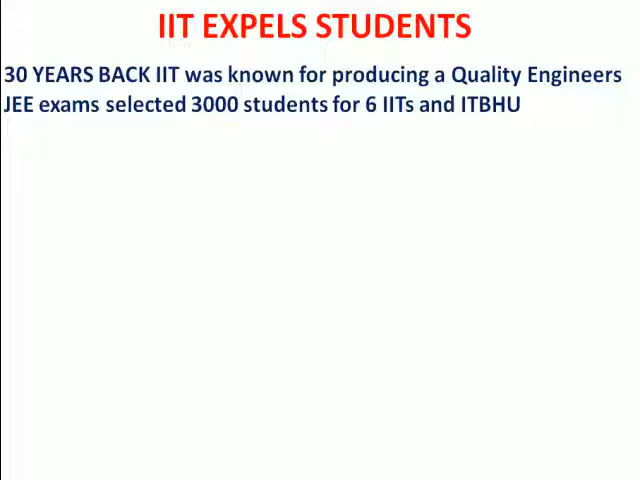 IIT EXPELS STUDENTS
30 YEARS BACK IIT was known for producing a Quality Engineers
JEE exams selected 3000 students for 6 IITs and ITBHU